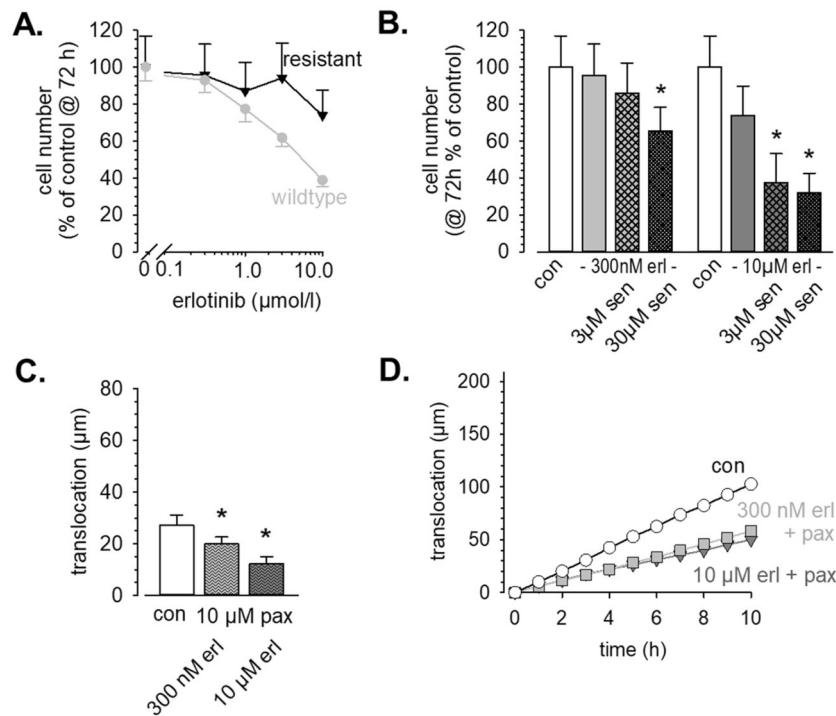 A.
cell number
(% of control @ 72 h)
120
100
80
60
40
20
0
resistant
wildtype
0 0.1 1.0 10.0
erlotinib (µmol/l)
B.
cell number
(@ 72h % of control)
120
100
80
60
40
20
0
*
*
*
con
- 300nM erl -
3µM sen
30µM sen
con
- 10µM erl -
3µM sen
30µM sen
C.
translocation (µm)
80
60
40
20
0
*
*
con
10 µM pax
300 nM erl
10 µM erl
D.
translocation (µm)
200
150
100
50
0
con
300 nM erl
+ pax
10 µM erl + pax
0 2 4 6 8 10
time (h)